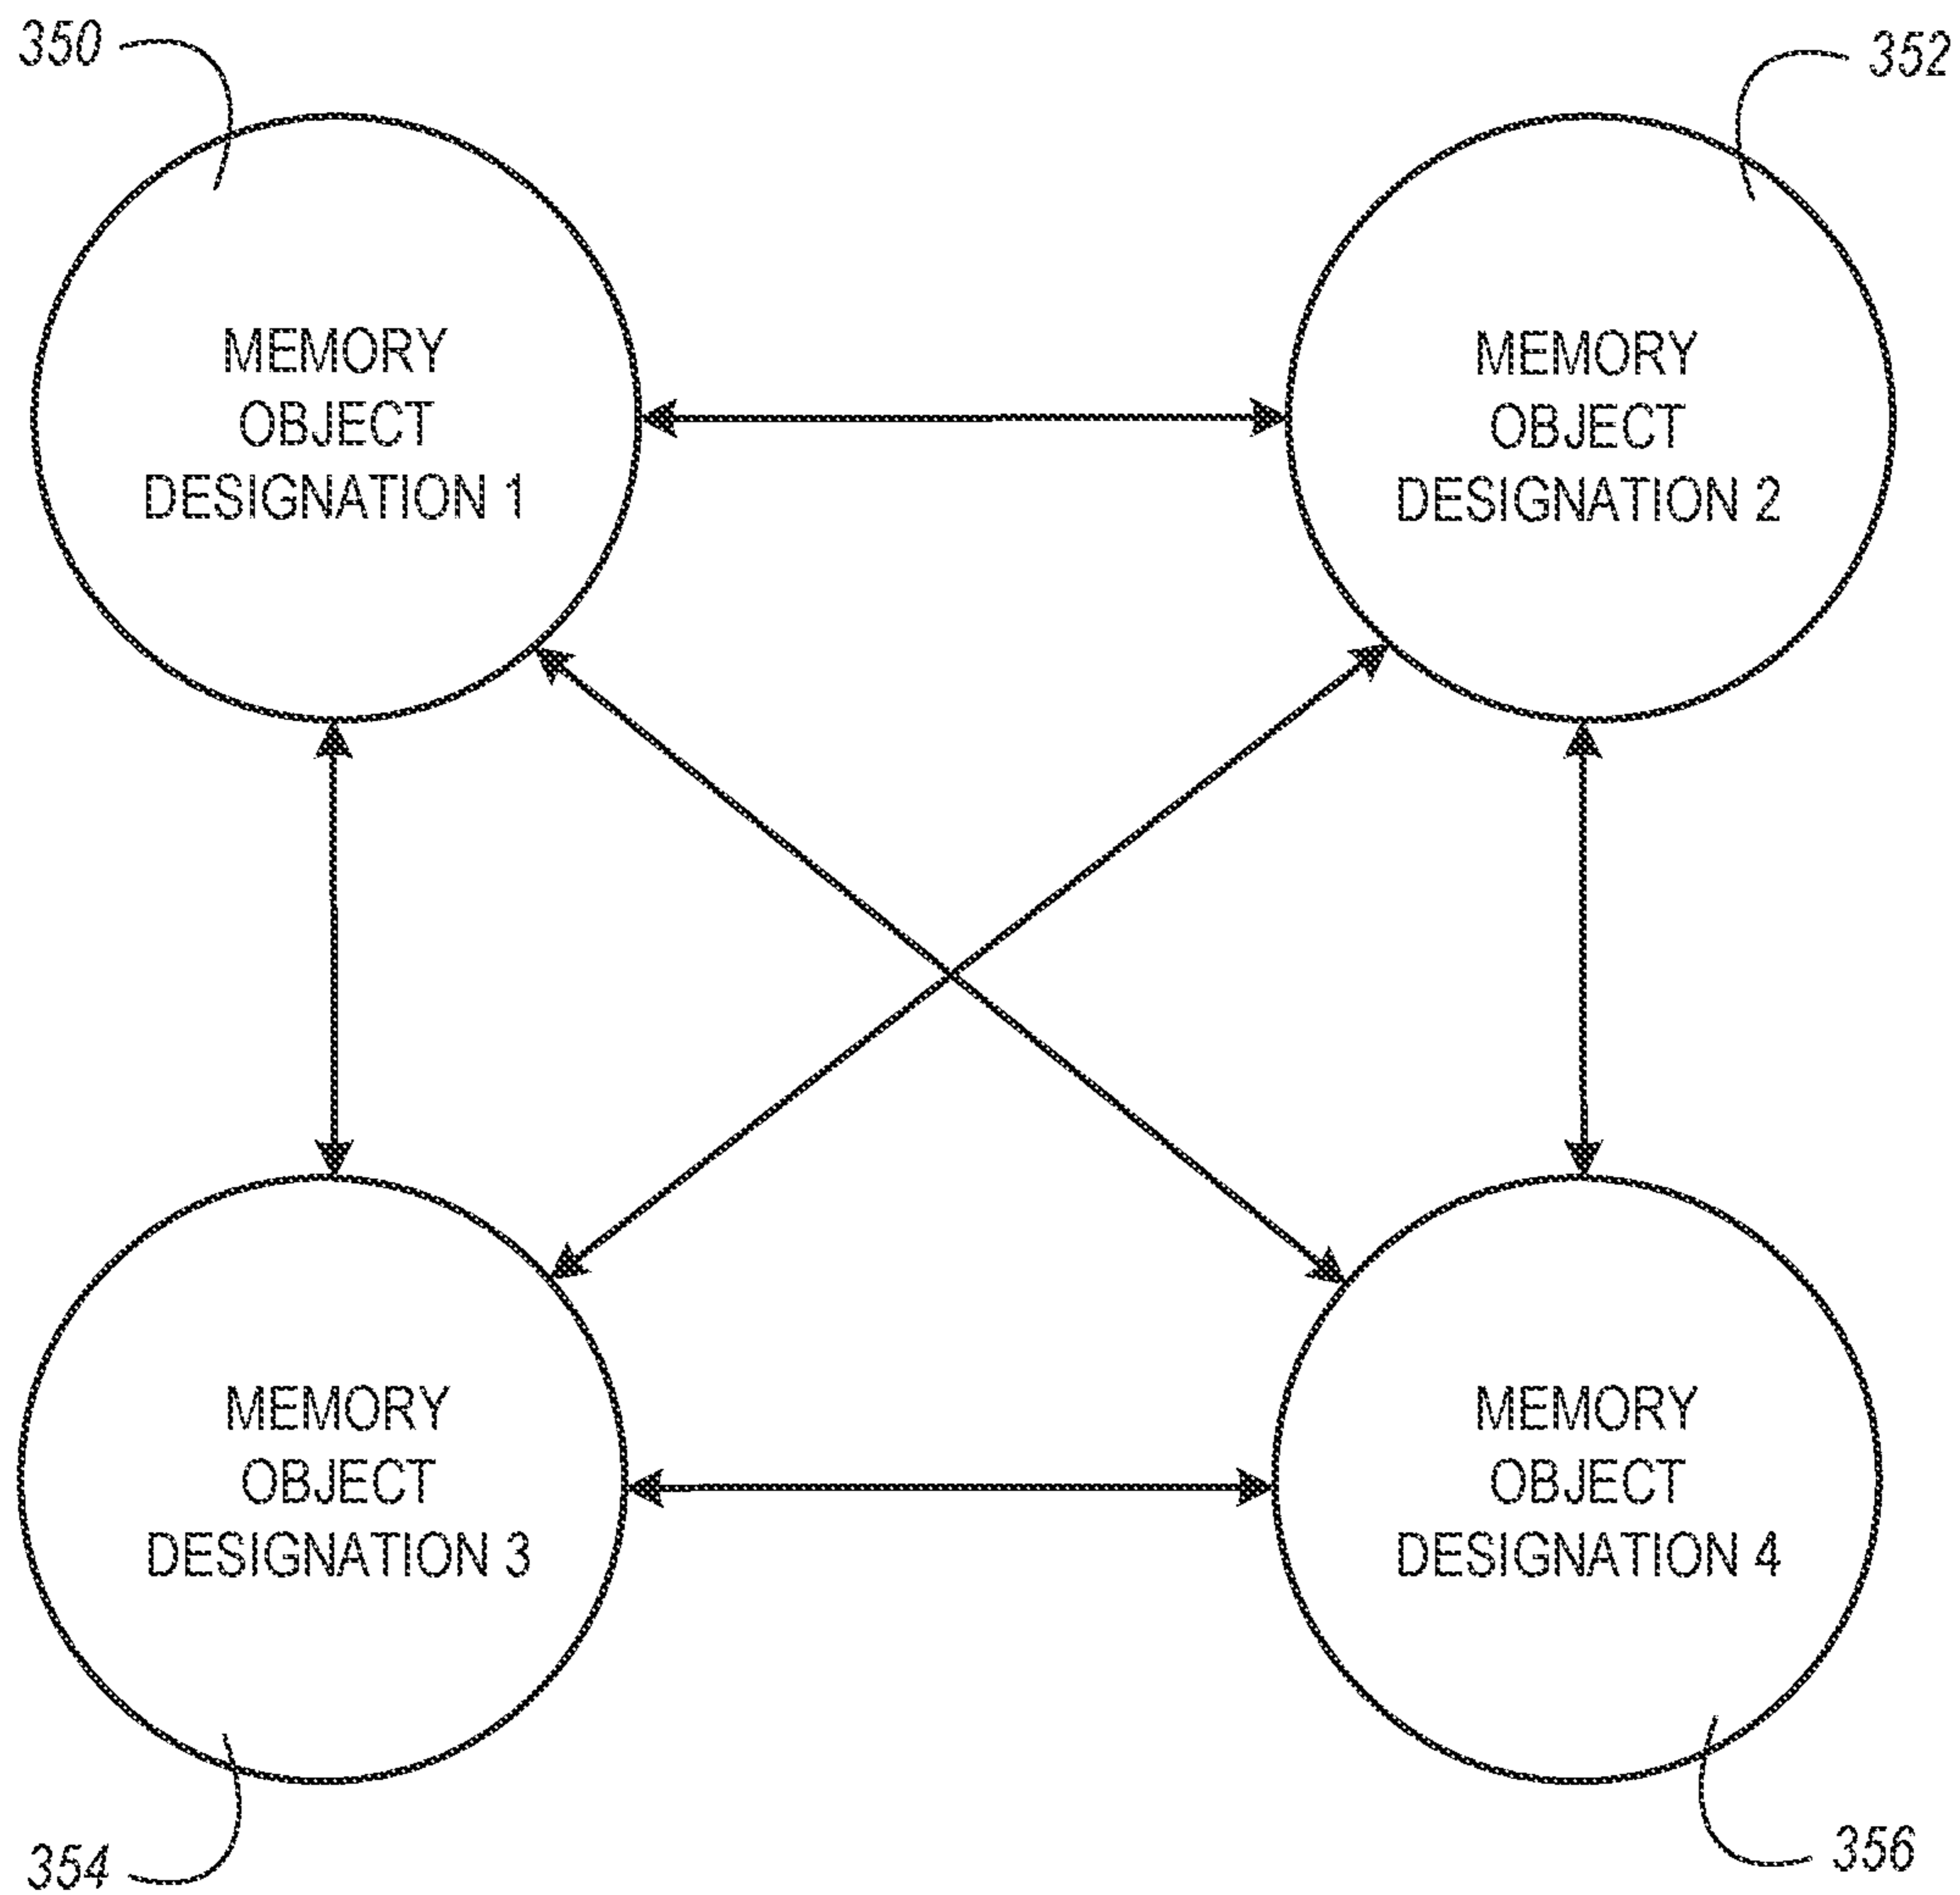 350
352
MEMORY
OBJECT
DESIGNATION 1
MEMORY
OBJECT
DESIGNATION 2
MEMORY
OBJECT
DESIGNATION 3
MEMORY
OBJECT
DESIGNATION 4
354
356